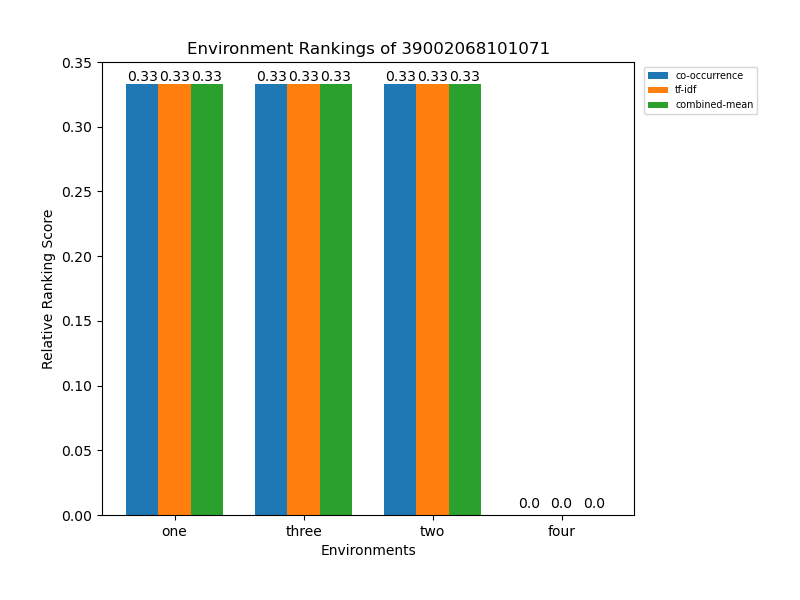 Environment Rankings of 39002068101071
co-occurrence
tf-idf
combined-mean
0.33 0.33 0.33 0.33 0.33 0.33 0.33 0.33 0.33
0.0 0.0 0.0
0.35
0.30
0.25
0.20
0.15
0.10
0.05
0.00
Relative Ranking Score
one three two four
Environments